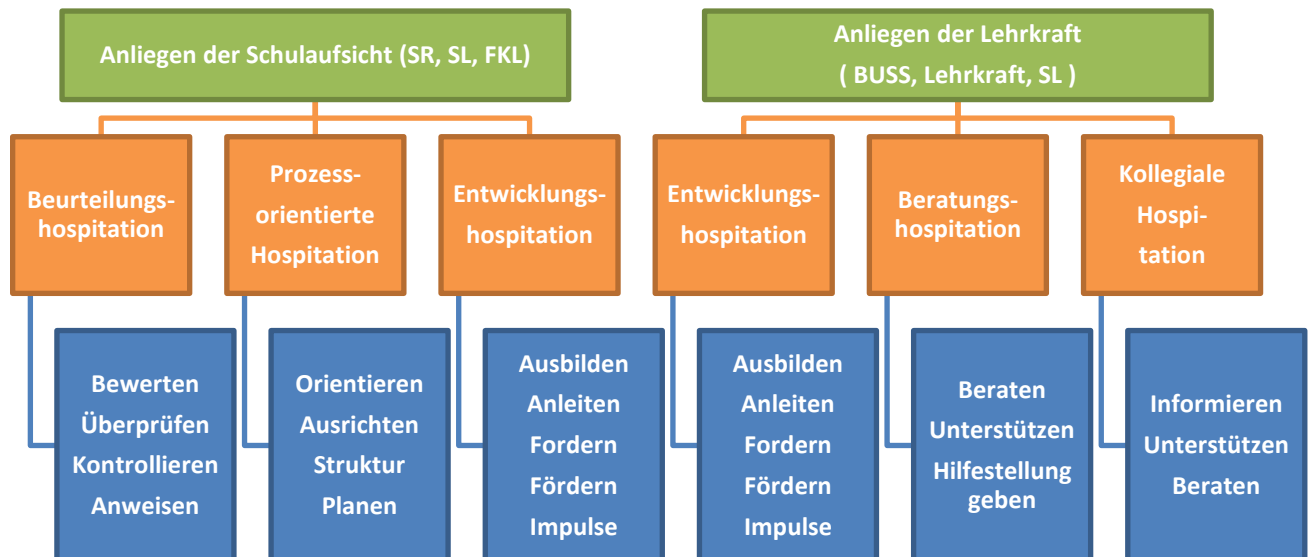 Anliegen der Schulaufsicht (SR, SL, FKL)
Anliegen der Lehrkraft
( BUSS, Lehrkraft, SL )
Beurteilungs-
hospitation
Prozess-
orientierte
Hospitation
Entwicklungs-
hospitation
Entwicklungs-
hospitation
Beratungs-
hospitation
Kollegiale
Hospi-
tation
Bewerten
Überprüfen
Kontrollieren
Anweisen
Orientieren
Ausrichten
Struktur
Planen
Ausbilden
Anleiten
Fordern
Fördern
Impulse
Ausbilden
Anleiten
Fordern
Fördern
Impulse
Beraten
Unterstützen
Hilfestellung
geben
Informieren
Unterstützen
Beraten